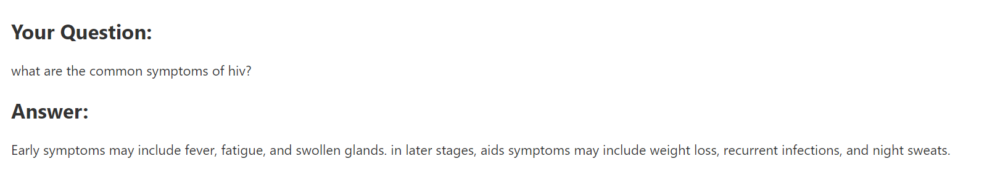 Your Question:
what are the common symptoms of hiv?
Answer:
Early symptoms may include fever, fatigue, and swollen glands. in later stages, aids symptoms may include weight loss, recurrent infections, and night sweats.